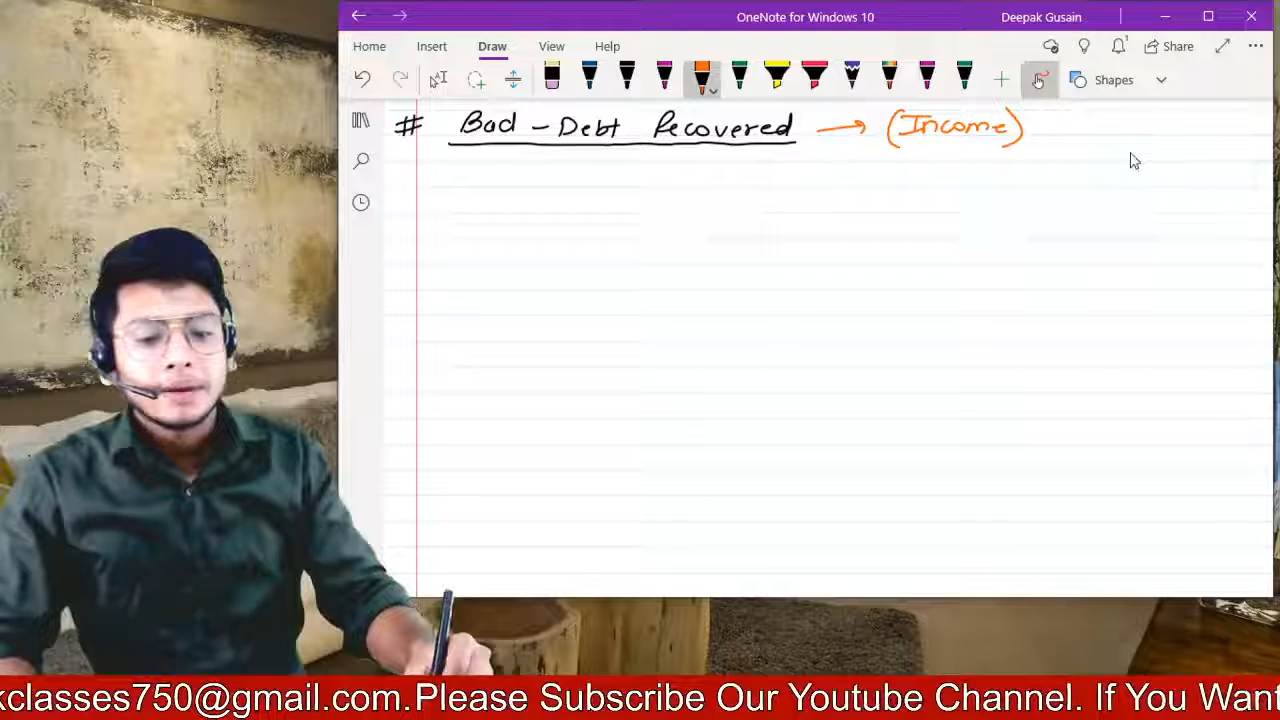 OneNote for Windows 10
Deepak Gusain
Home Insert Draw View Help
Share
Shapes
# Bad - Debt Recovered → (Income)
kclasses750@gmail.com.Please Subscribe Our Youtube Channel. If You Want